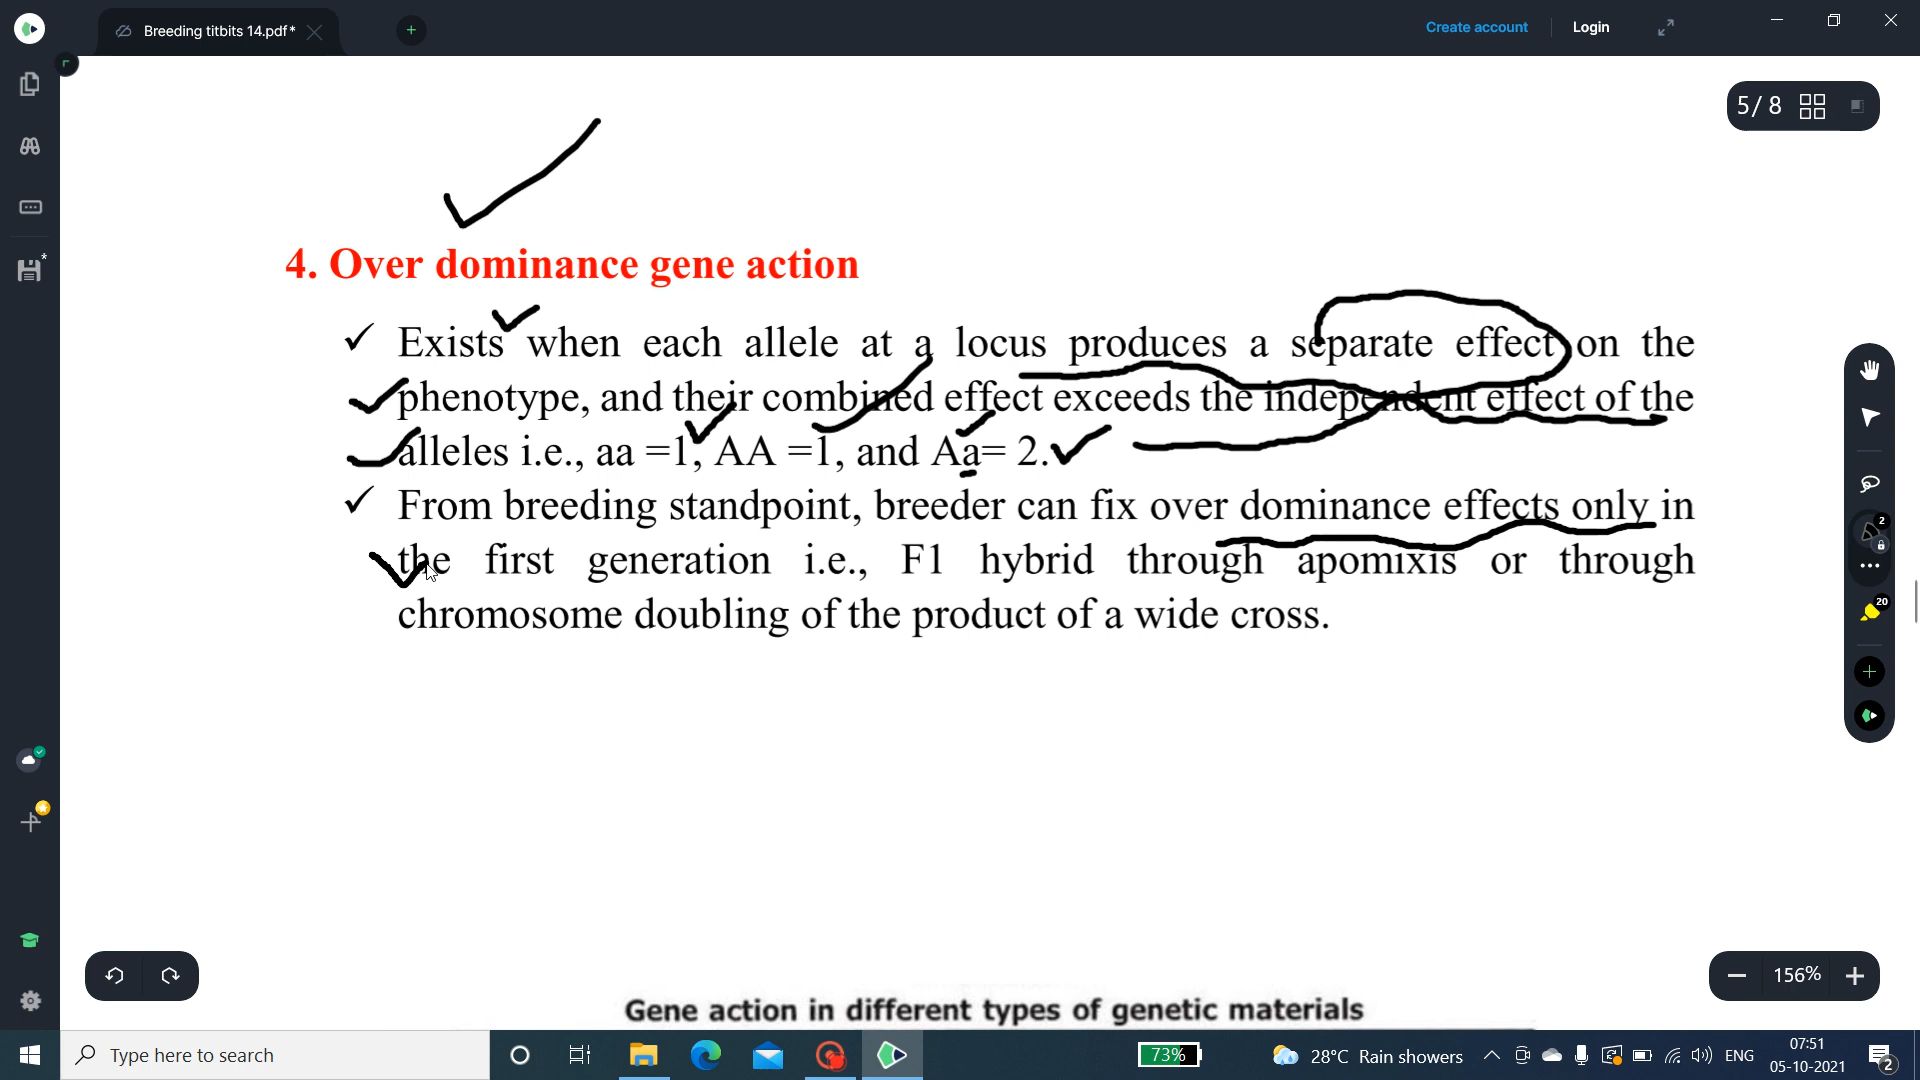 Breeding titbits 14.pdf*
Create account
Login
5/ 8
4. Over dominance gene action
✓ Exists when each allele at a locus produces a separate effect on the
phenotype, and their combined effect exceeds the independent effect of the
alleles i.e., aa =1, AA =1, and Aa= 2.
✓ From breeding standpoint, breeder can fix over dominance effects only in
the first generation i.e., F1 hybrid through apomixis or through
chromosome doubling of the product of a wide cross.
2
20
156%
Gene action in different types of genetic materials
Type here to search
73%
28°C Rain showers
ENG
07:51
05-10-2021
2